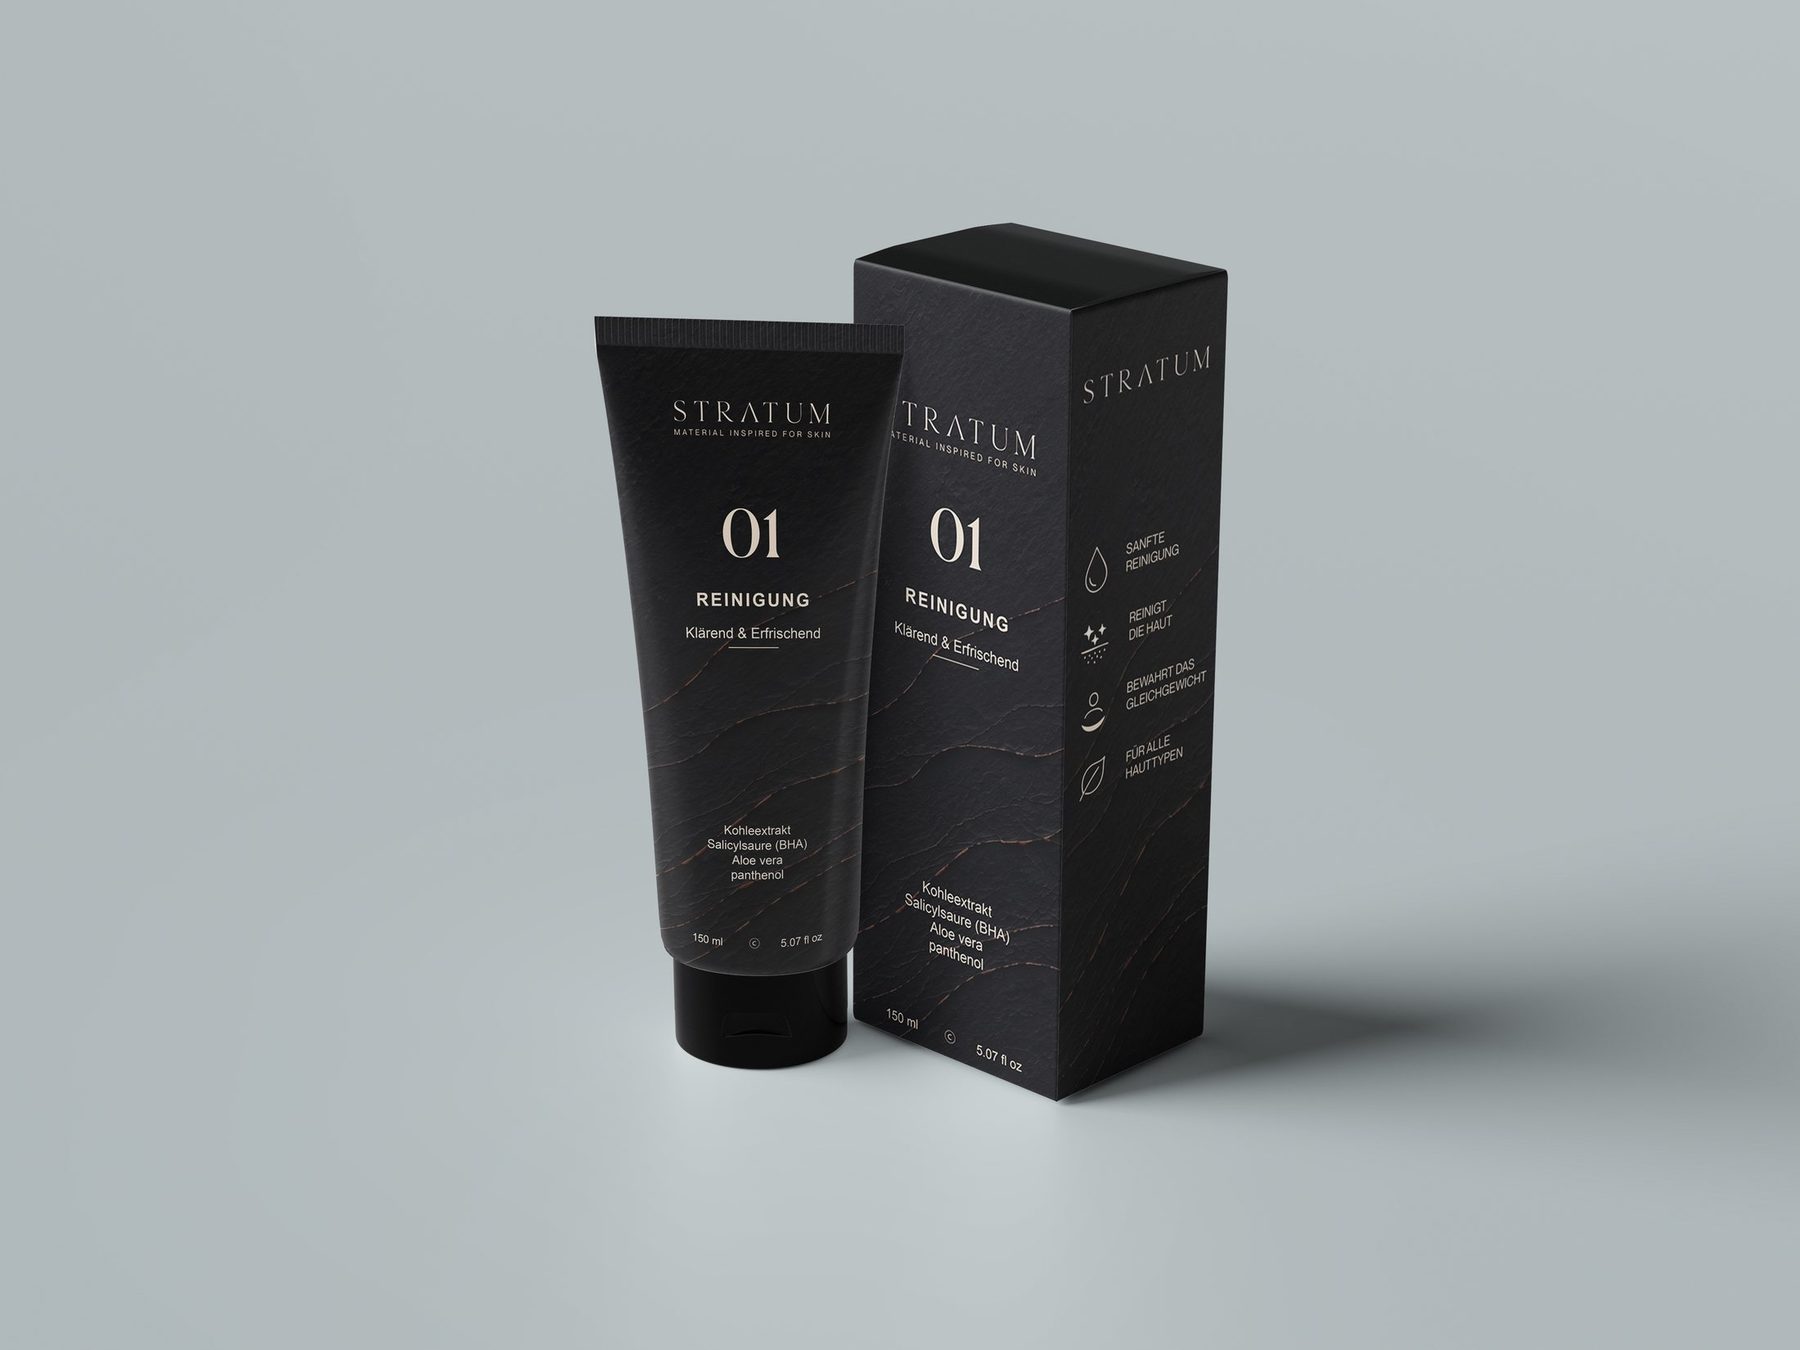 STRATUM
MATERIAL INSPIRED FOR SKIN
01
REINIGUNG
Klärend & Erfrischend
Kohleextrakt
Salicylsaure (BHA)
Aloe vera
panthenol
150 ml © 5.07 fl oz
TRATUM
ATERIAL INSPIRED FOR SKIN
01
REINIGUNG
Klärend & Erfrischend
Kohleextrakt
Salicylsaure (BHA)
Aloe vera
panthenol
150 ml © 5.07 fl oz
STRATUM
SANFTE
REINIGUNG
REINIGT
DIE HAUT
BEWAHRT DAS
GLEICHGEWICHT
FÜR ALLE
HAUTTYPEN